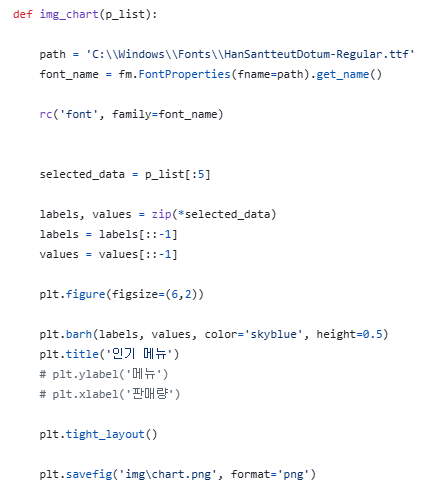 def img_chart(p_list):
    path = 'C:\\Windows\\Fonts\\HanSantteutDotum-Regular.ttf'
    font_name = fm.FontProperties(fname=path).get_name()
    rc('font', family=font_name)
    selected_data = p_list[:5]
    labels, values = zip(*selected_data)
    labels = labels[::-1]
    values = values[::-1]
    plt.figure(figsize=(6,2))
    plt.barh(labels, values, color='skyblue', height=0.5)
    plt.title('인기 메뉴')
    # plt.ylabel('메뉴')
    # plt.xlabel('판매량')
    plt.tight_layout()
    plt.savefig('img\chart.png', format='png')